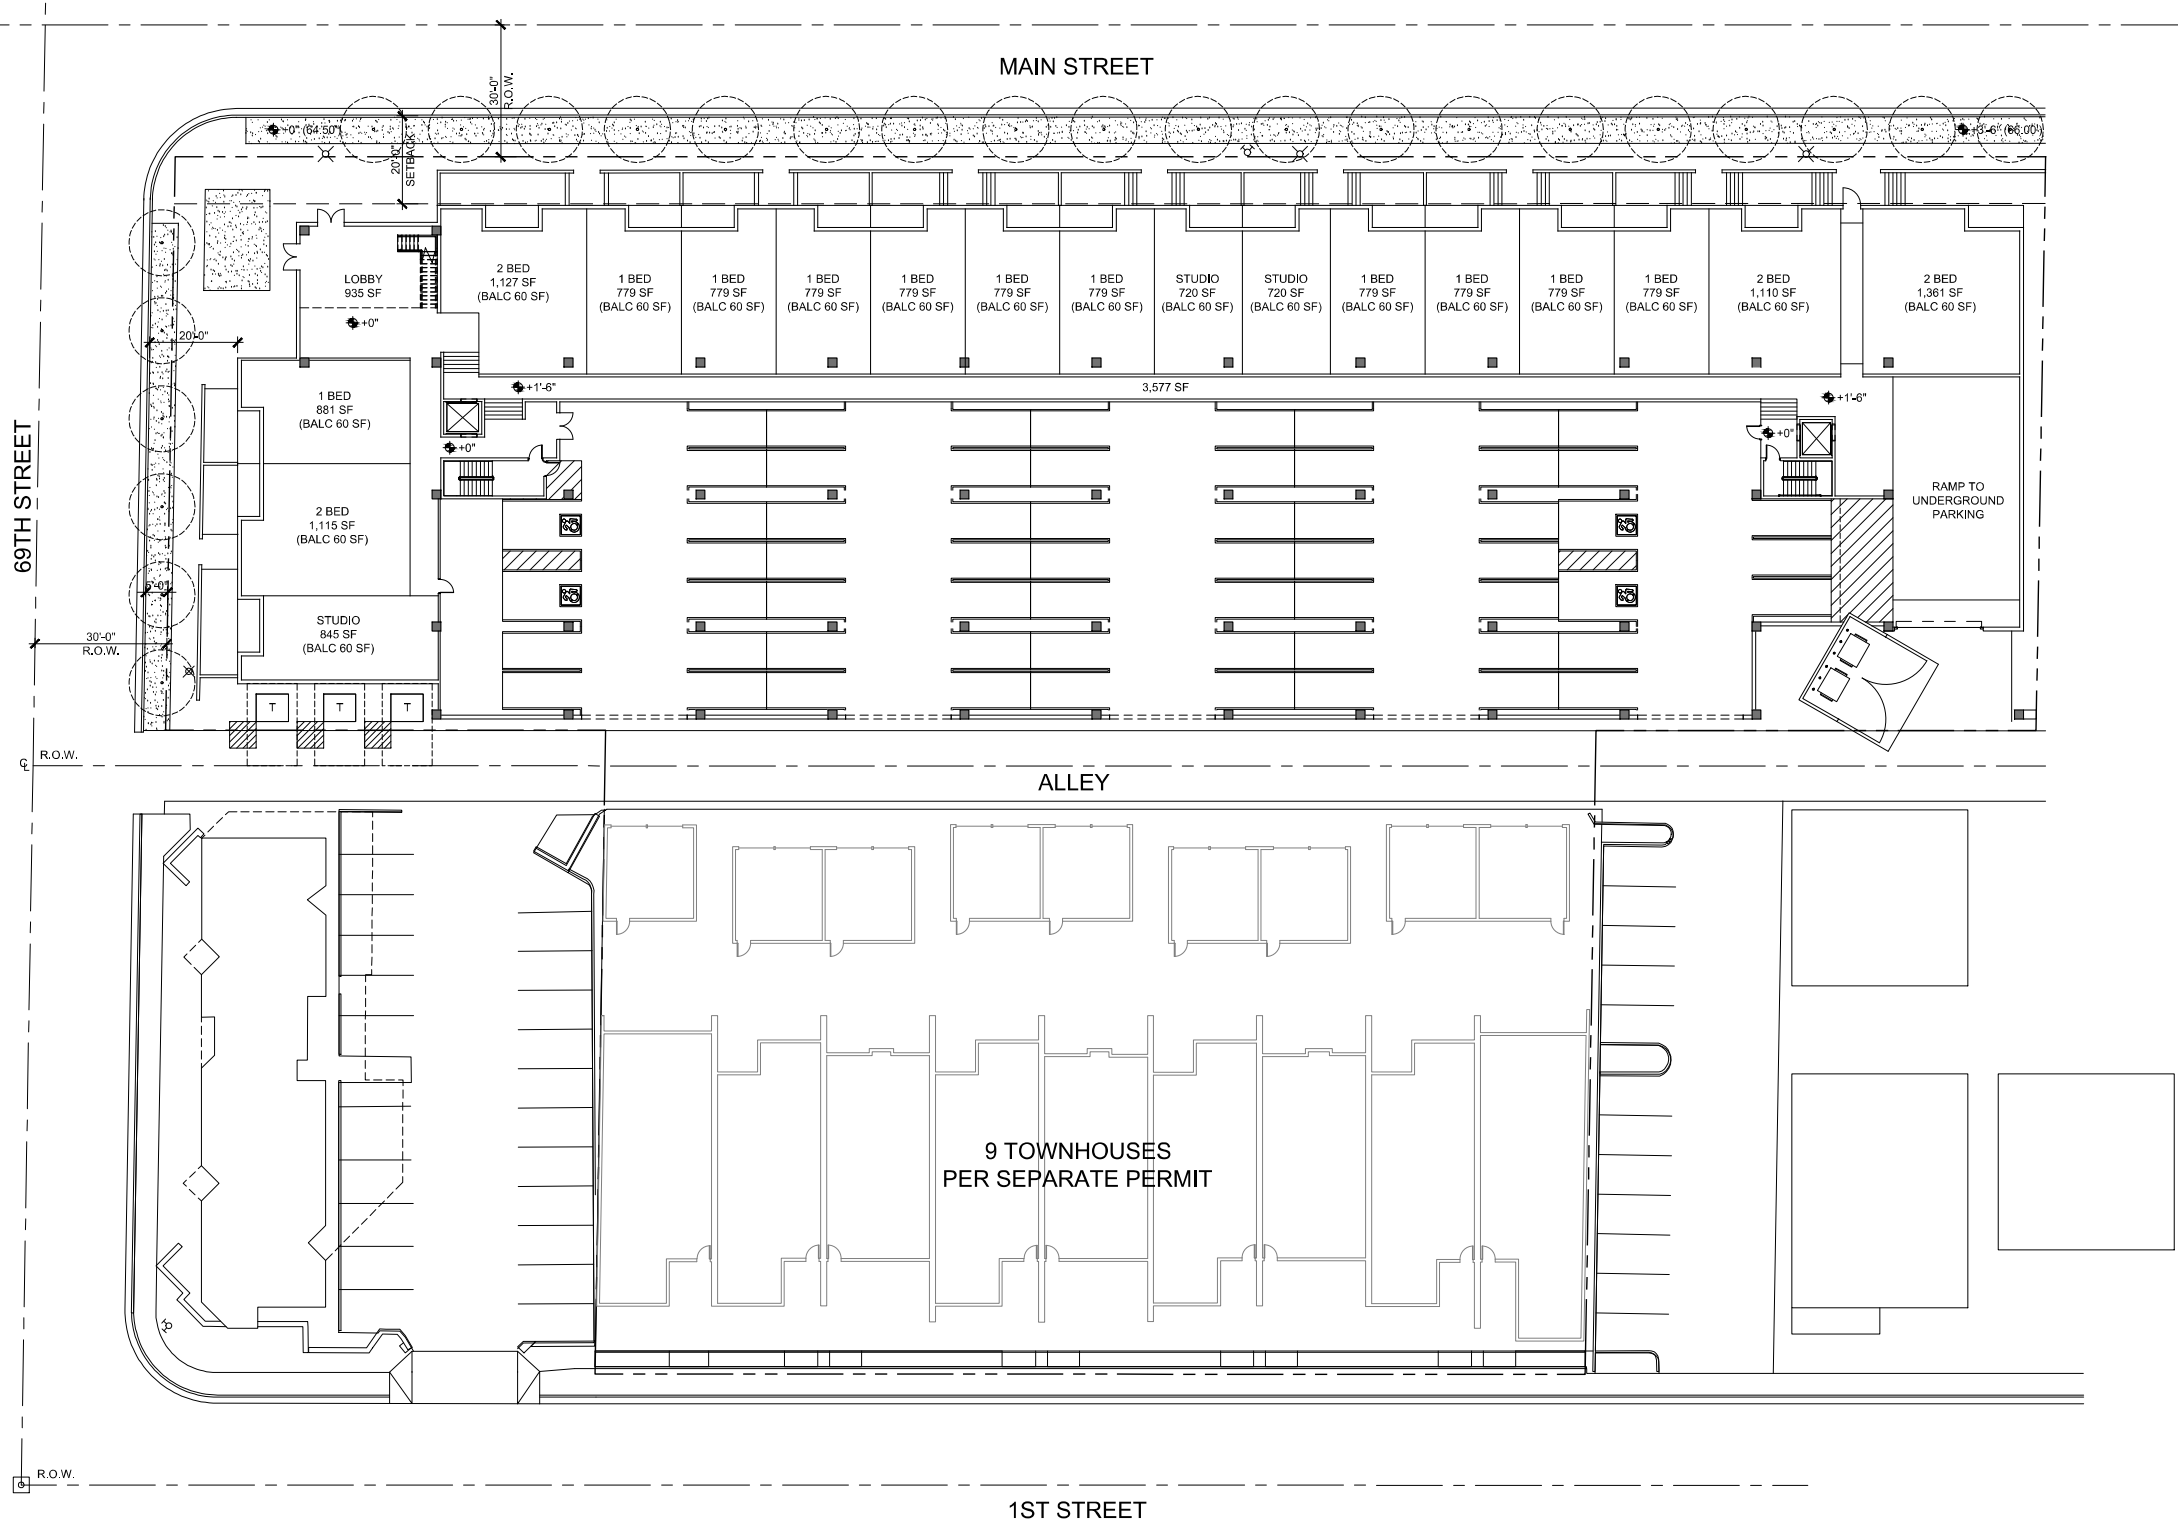 MAIN STREET
30'-0"
R.O.W.
+0" (64.50')
20'-0"
SETBACK
+3'-6" (66.00')
LOBBY
935 SF
+0"
2 BED
1,127 SF
(BALC 60 SF)
1 BED
779 SF
(BALC 60 SF)
1 BED
779 SF
(BALC 60 SF)
1 BED
779 SF
(BALC 60 SF)
1 BED
779 SF
(BALC 60 SF)
1 BED
779 SF
(BALC 60 SF)
1 BED
779 SF
(BALC 60 SF)
STUDIO
720 SF
(BALC 60 SF)
STUDIO
720 SF
(BALC 60 SF)
1 BED
779 SF
(BALC 60 SF)
1 BED
779 SF
(BALC 60 SF)
1 BED
779 SF
(BALC 60 SF)
1 BED
779 SF
(BALC 60 SF)
2 BED
1,110 SF
(BALC 60 SF)
2 BED
1,361 SF
(BALC 60 SF)
20'-0"
+1'-6"
3,577 SF
+1'-6"
1 BED
881 SF
(BALC 60 SF)
+0"
+0"
69TH STREET
2 BED
1,115 SF
(BALC 60 SF)
RAMP TO
UNDERGROUND
PARKING
5'-0"
STUDIO
845 SF
(BALC 60 SF)
30'-0"
R.O.W.
T
T
T
R.O.W.
ALLEY
9 TOWNHOUSES
PER SEPARATE PERMIT
R.O.W.
1ST STREET